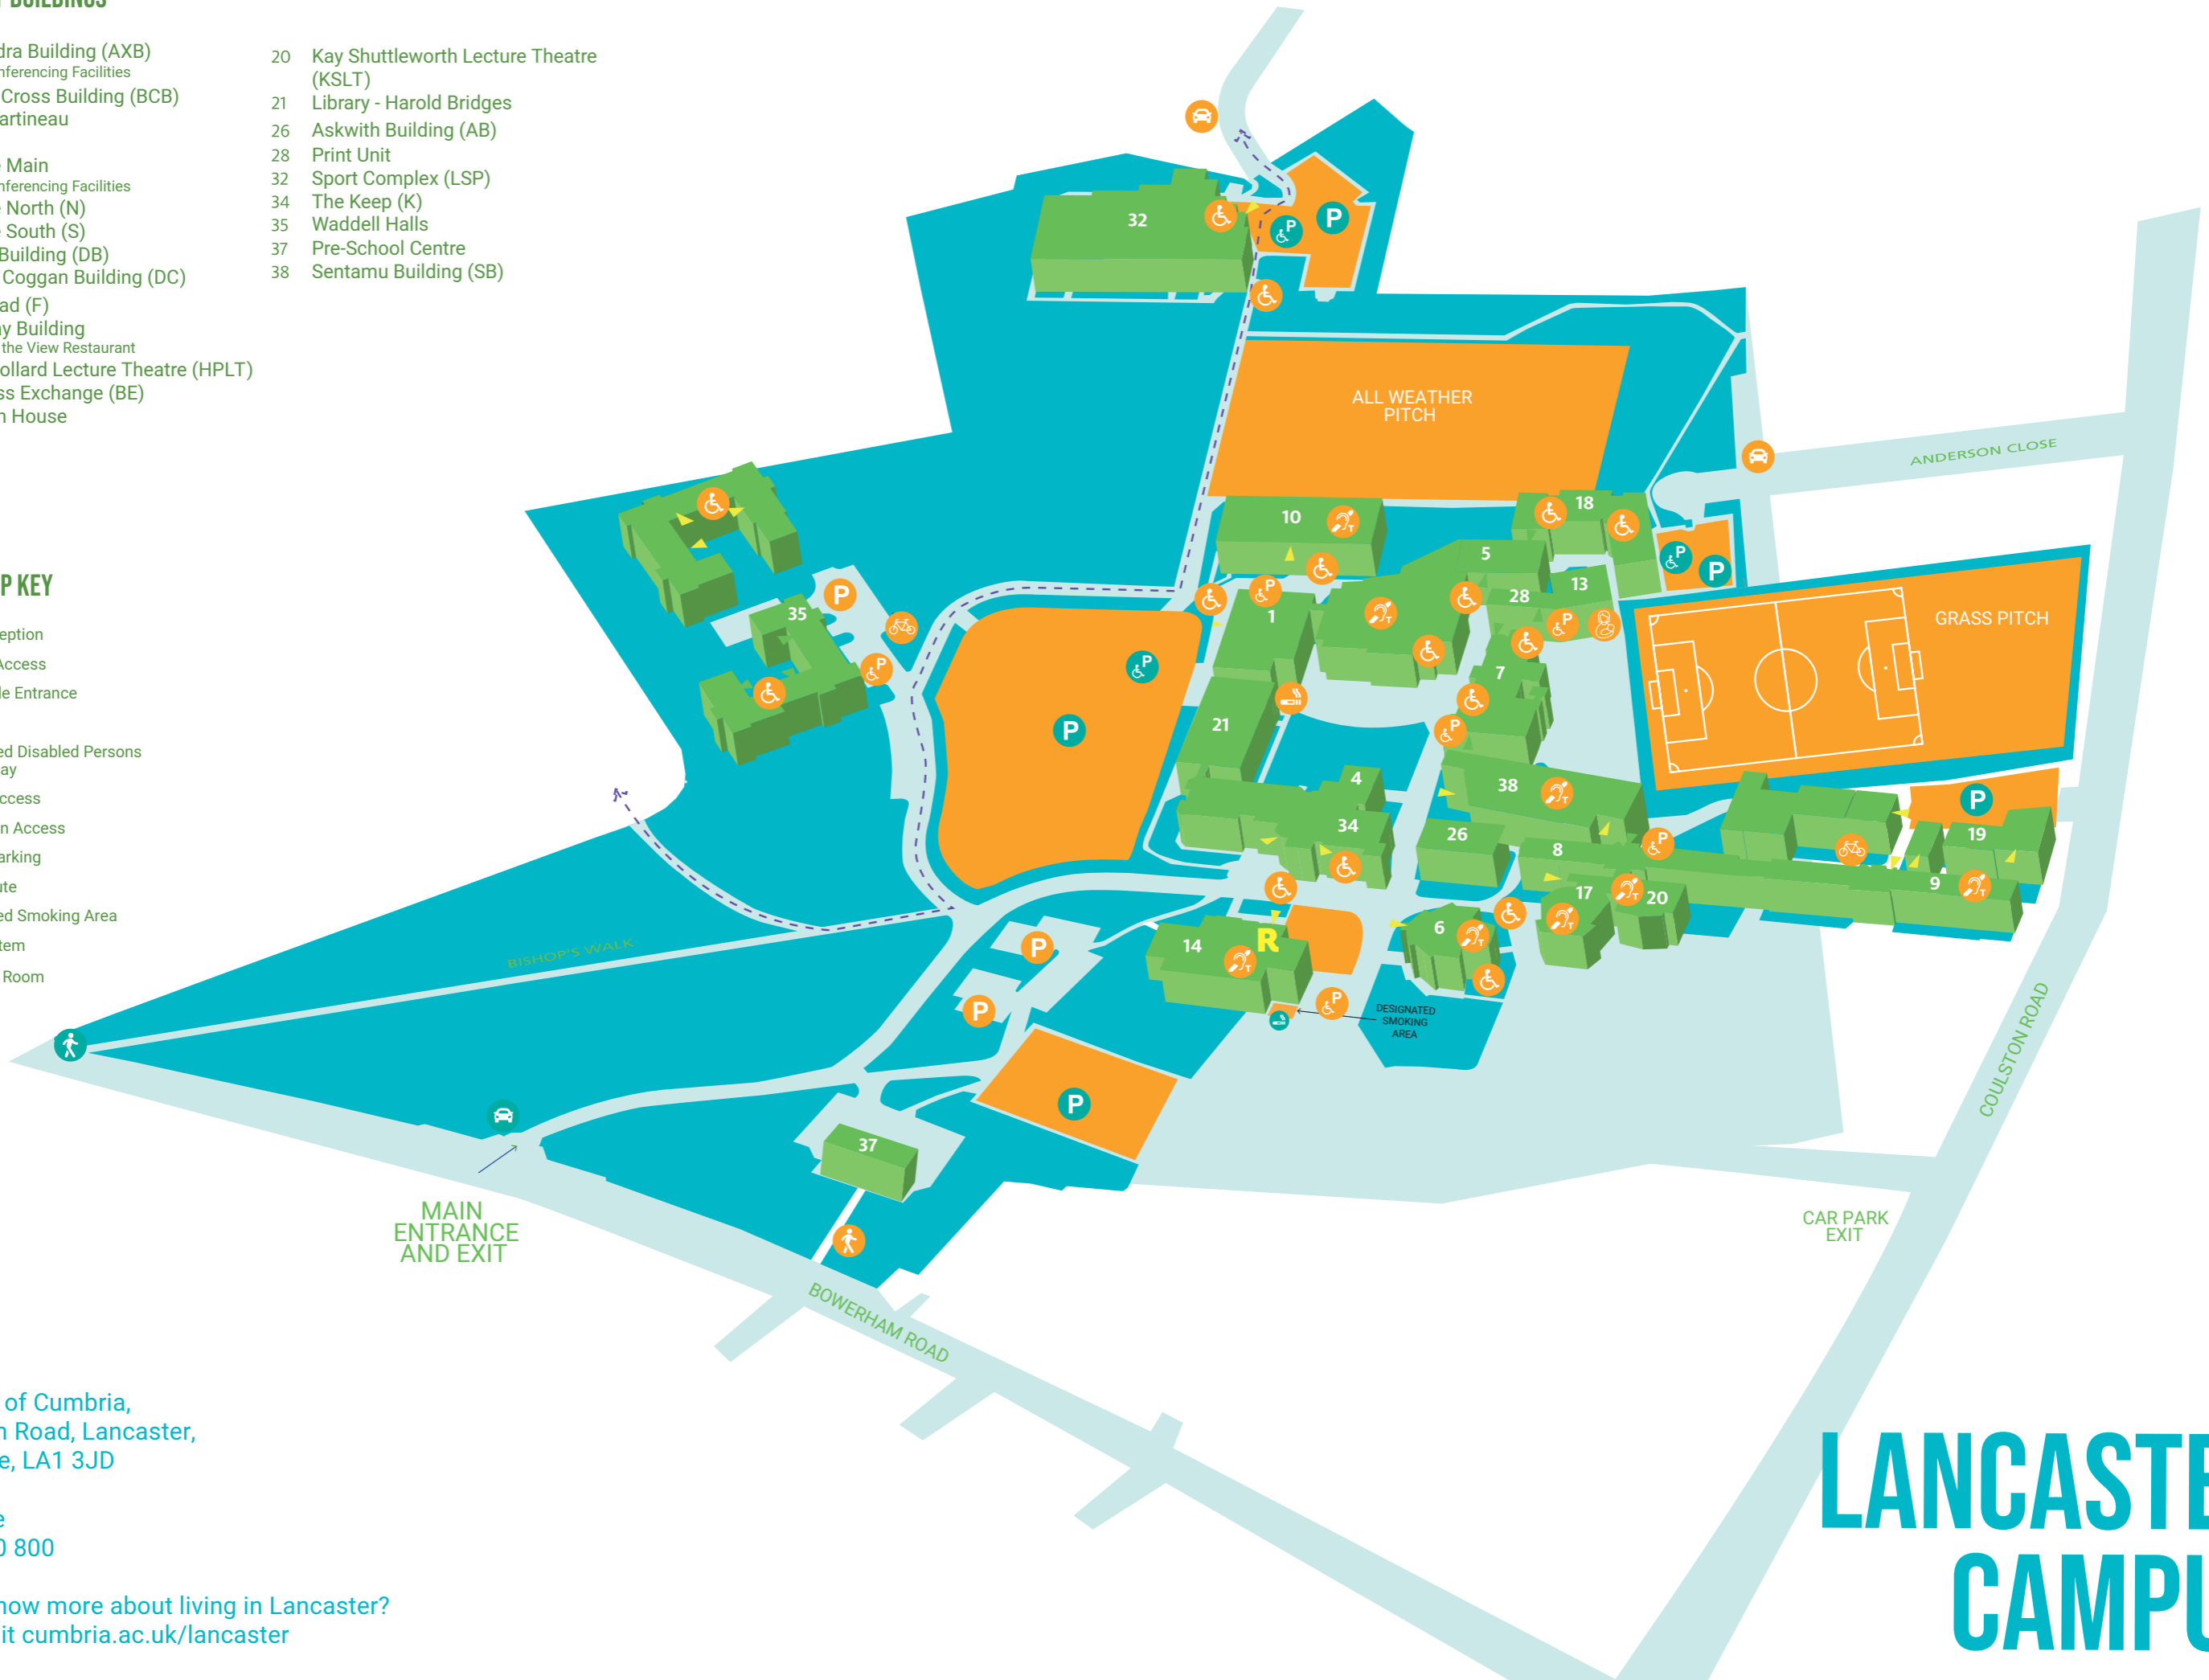 BUILDINGS
dra Building (AXB)
nferencing Facilities
Cross Building (BCB)
artineau
Main
nferencing Facilities
North (N)
South (S)
Building (DB)
Coggan Building (DC)
ad (F)
y Building
the View Restaurant
ollard Lecture Theatre (HPLT)
ss Exchange (BE)
n House
20 Kay Shuttleworth Lecture Theatre
(KSLT)
21 Library - Harold Bridges
26 Askwith Building (AB)
28 Print Unit
32 Sport Complex (LSP)
34 The Keep (K)
35 Waddell Halls
37 Pre-School Centre
38 Sentamu Building (SB)
P KEY
eption
Access
le Entrance
ed Disabled Persons
ay
ccess
n Access
arking
ute
ed Smoking Area
tem
Room
32
P
P
ALL WEATHER
PITCH
ANDERSON CLOSE
10
T
18
5
P
P
28
13
P
1
P
GRASS PITCH
35
P
P
T
P
7
P
P
21
38
T
4
34
26
8
P
P
19
9
T
17
T
T
20
14
T
R
6
T
P
P
P
DESIGNATED
SMOKING
AREA
BISHOP'S WALK
P
37
MAIN
ENTRANCE
AND EXIT
COULSTON ROAD
CAR PARK
EXIT
BOWERHAM ROAD
of Cumbria,
n Road, Lancaster,
e, LA1 3JD
e
0 800
now more about living in Lancaster?
it cumbria.ac.uk/lancaster
LANCASTE
CAMPU